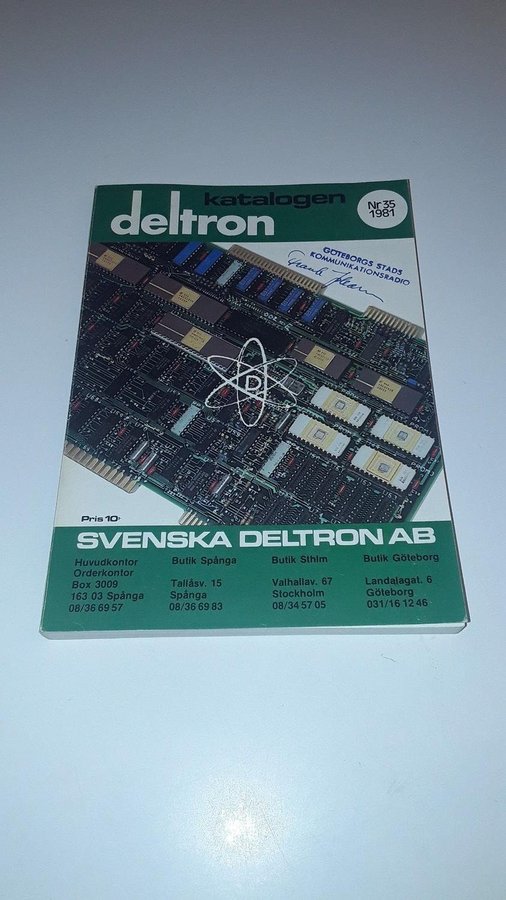 katalogen
deltron
Nr 35
1981
GÖTEBORGS STADS
KOMMUNIKATIONSRADIO
D
Pris 10:-
SVENSKA DELTRON AB
Huvudkontor
Orderkontor
Box 3009
163 03 Spånga
08/36 69 57
Butik Spånga
Tallåsv. 15
Spånga
08/36 69 83
Butik Sthlm
Valhallav. 67
Stockholm
08/34 57 05
Butik Göteborg
Landalagat. 6
Göteborg
031/16 12 46